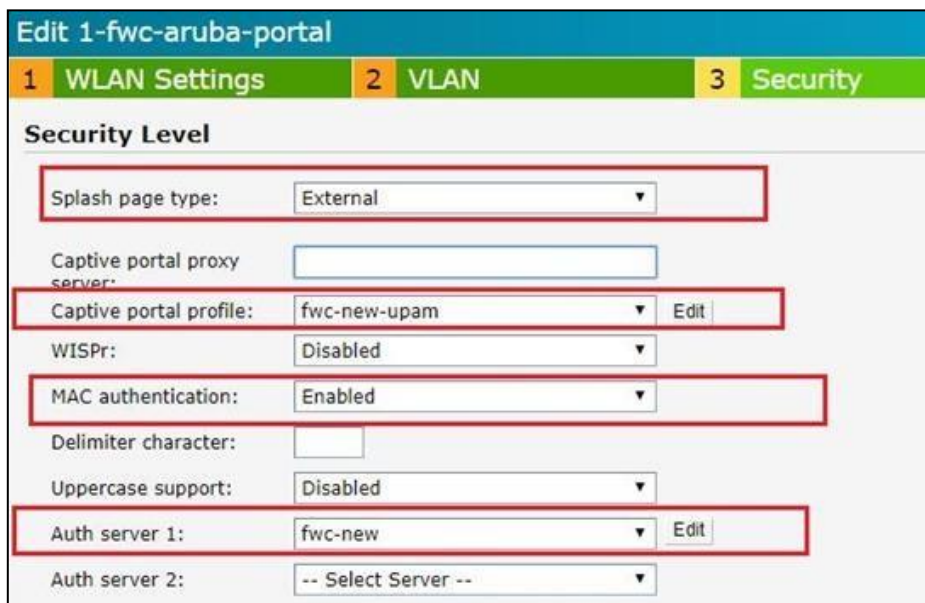 Edit 1-fwc-aruba-portal
1 WLAN Settings 2 VLAN 3 Security
Security Level
Splash page type: External
Captive portal proxy
server:
Captive portal profile: fwc-new-upam Edit
WISPr: Disabled
MAC authentication: Enabled
Delimiter character:
Uppercase support: Disabled
Auth server 1: fwc-new Edit
Auth server 2: -- Select Server --